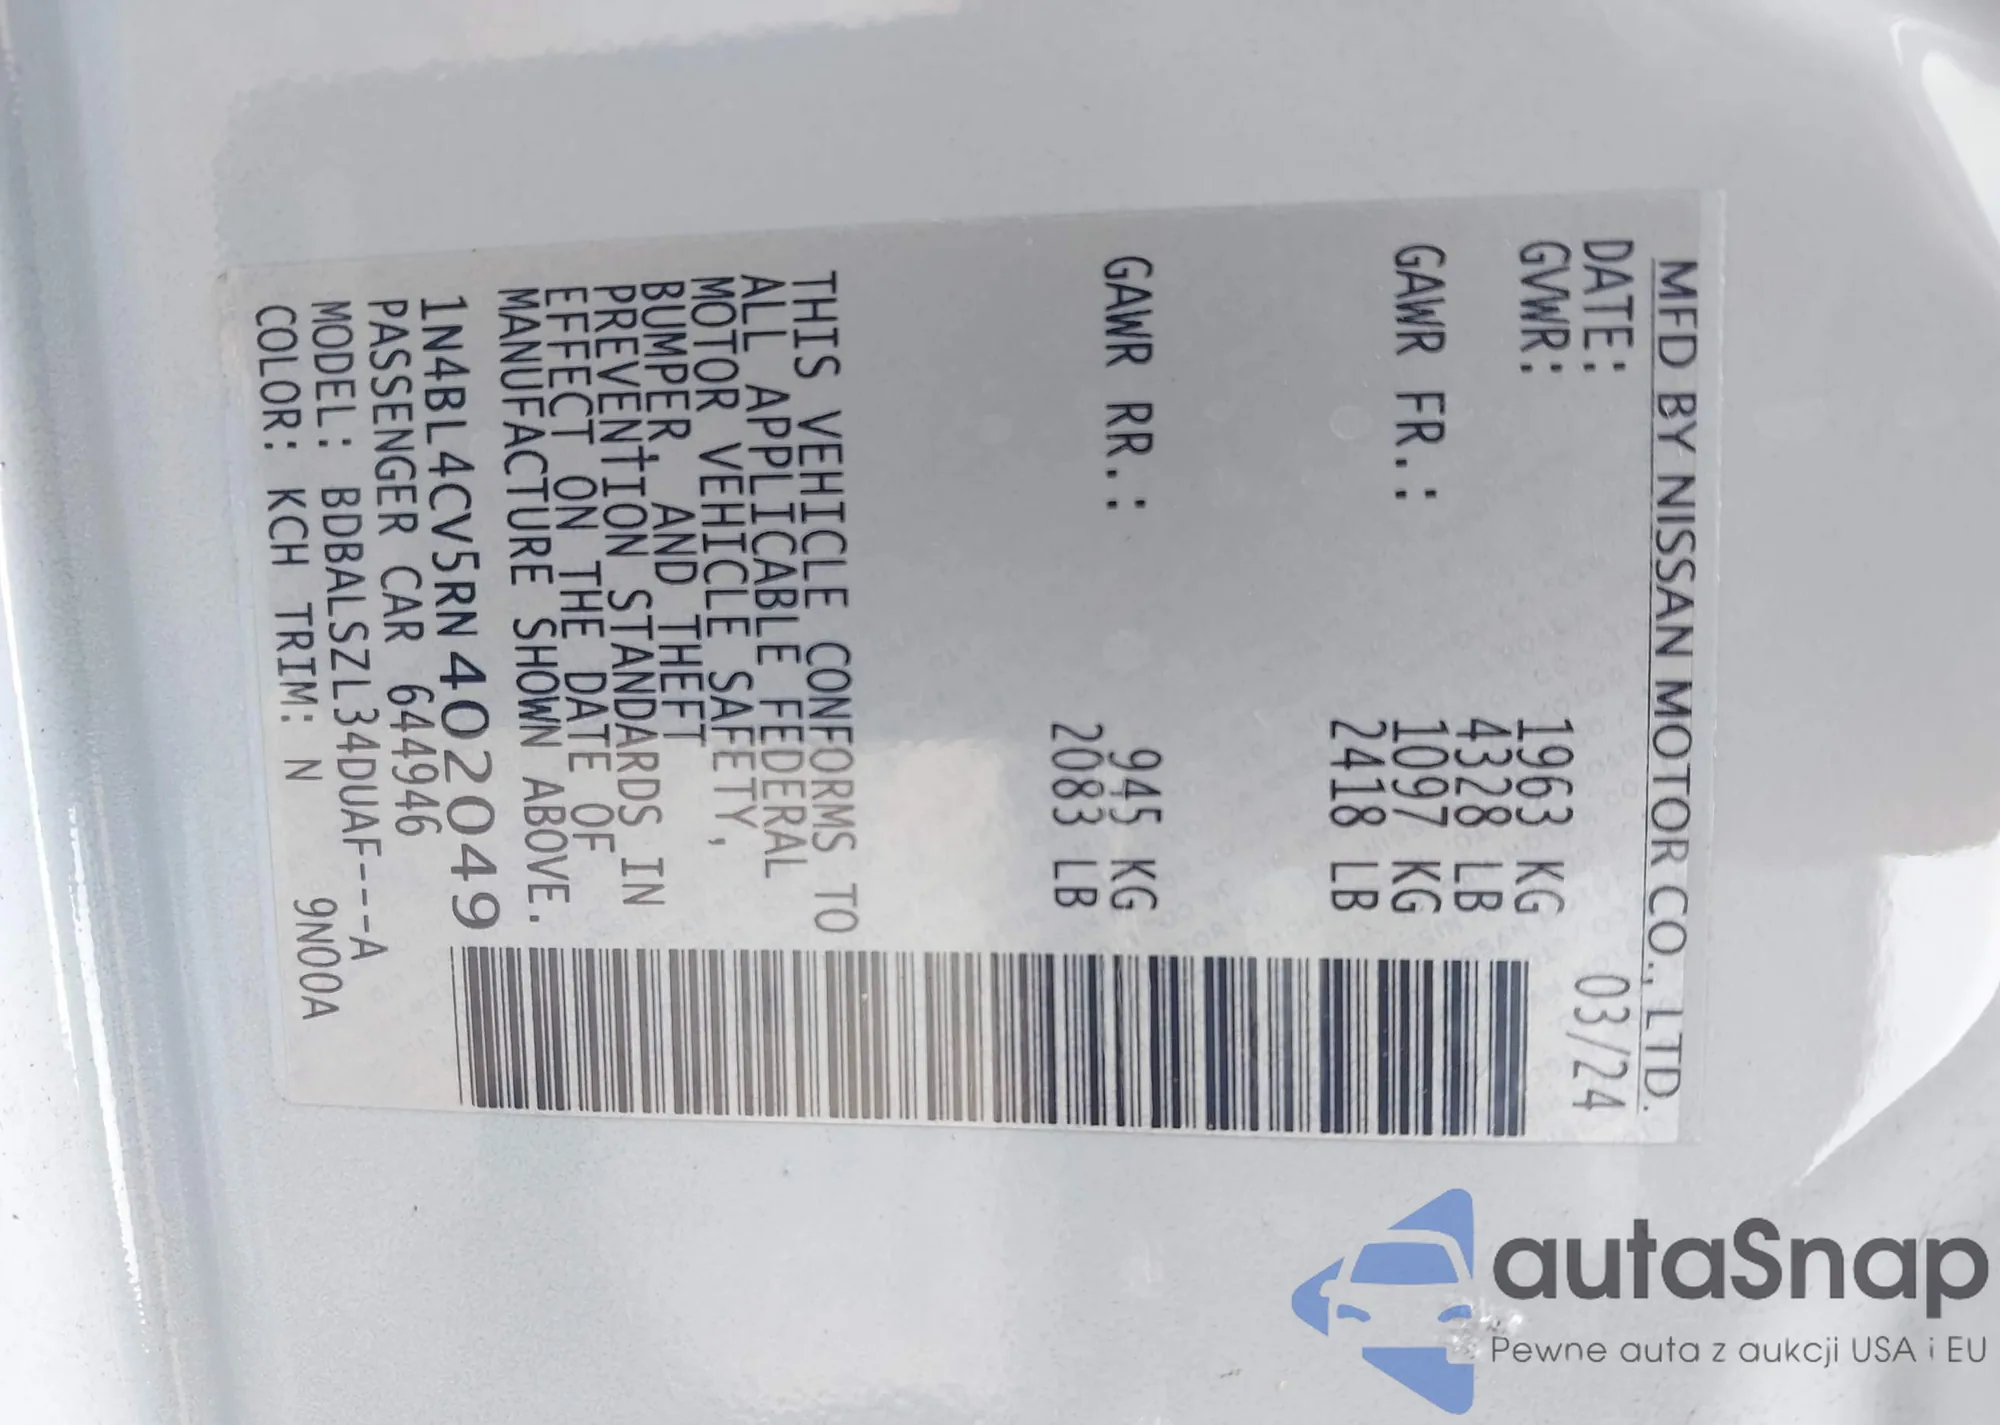 MFD BY NISSAN MOTOR CO., LTD.
DATE: 03/24
GVWR: 1963 KG
4328 LB
GAWR FR.: 1097 KG
2418 LB
GAWR RR.: 945 KG
2083 LB
THIS VEHICLE CONFORMS TO
ALL APPLICABLE FEDERAL
MOTOR VEHICLE SAFETY,
BUMPER, AND THEFT
PREVENTION STANDARDS IN
EFFECT ON THE DATE OF
MANUFACTURE SHOWN ABOVE.
1N4BL4CV5RN402049
PASSENGER CAR 644946
MODEL: BDBALSZL34DUAF---A
COLOR: KCH TRIM: N 9N00A
autaSnap
Pewne auta z aukcji USA i EU